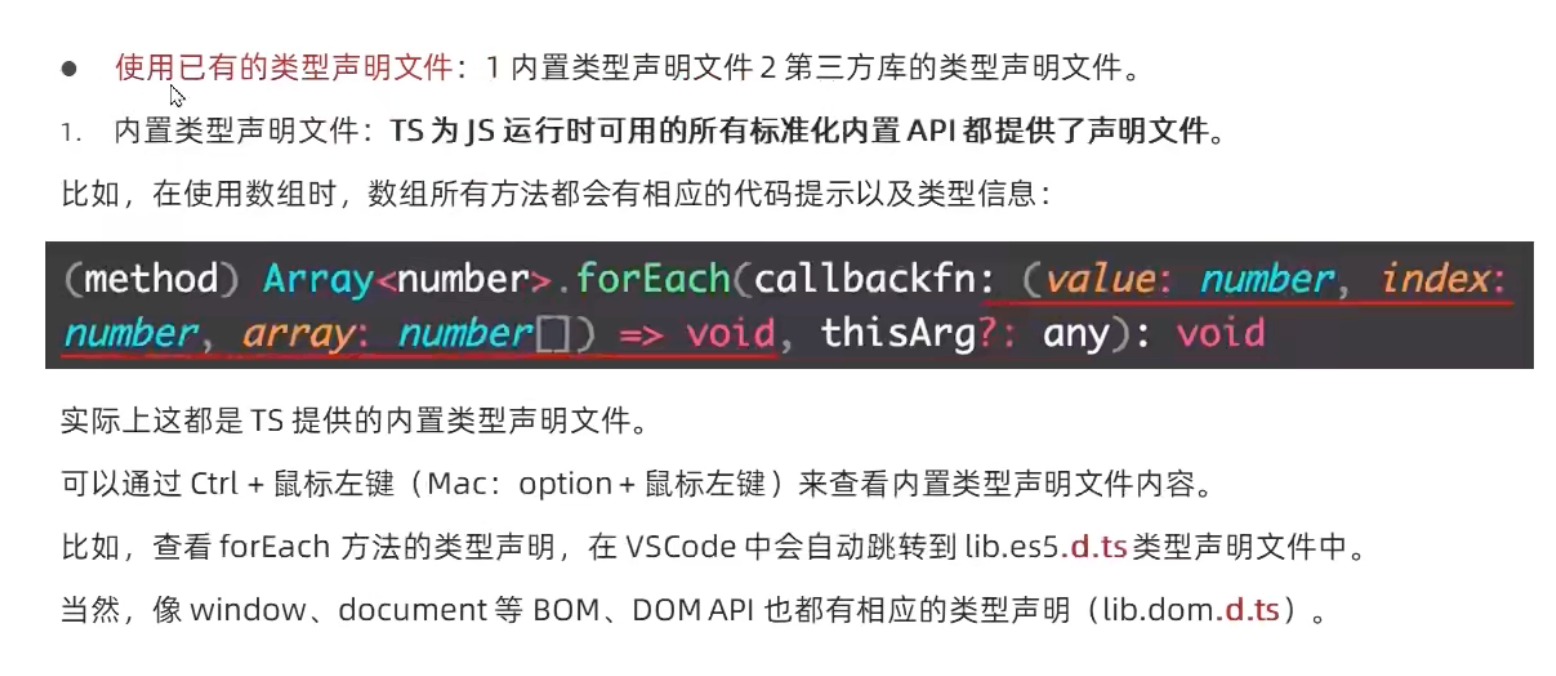 ● 使用已有的类型声明文件：1 内置类型声明文件 2 第三方库的类型声明文件。
1. 内置类型声明文件：TS 为 JS 运行时可用的所有标准化内置 API 都提供了声明文件。
比如，在使用数组时，数组所有方法都会有相应的代码提示以及类型信息：
(method) Array<number>.forEach(callbackfn: (value: number, index:
number, array: number[]) => void, thisArg?: any): void
实际上这都是 TS 提供的内置类型声明文件。
可以通过 Ctrl + 鼠标左键（Mac：option + 鼠标左键）来查看内置类型声明文件内容。
比如，查看 forEach 方法的类型声明，在 VSCode 中会自动跳转到 lib.es5.d.ts 类型声明文件中。
当然，像 window、document 等 BOM、DOM API 也都有相应的类型声明（lib.dom.d.ts）。